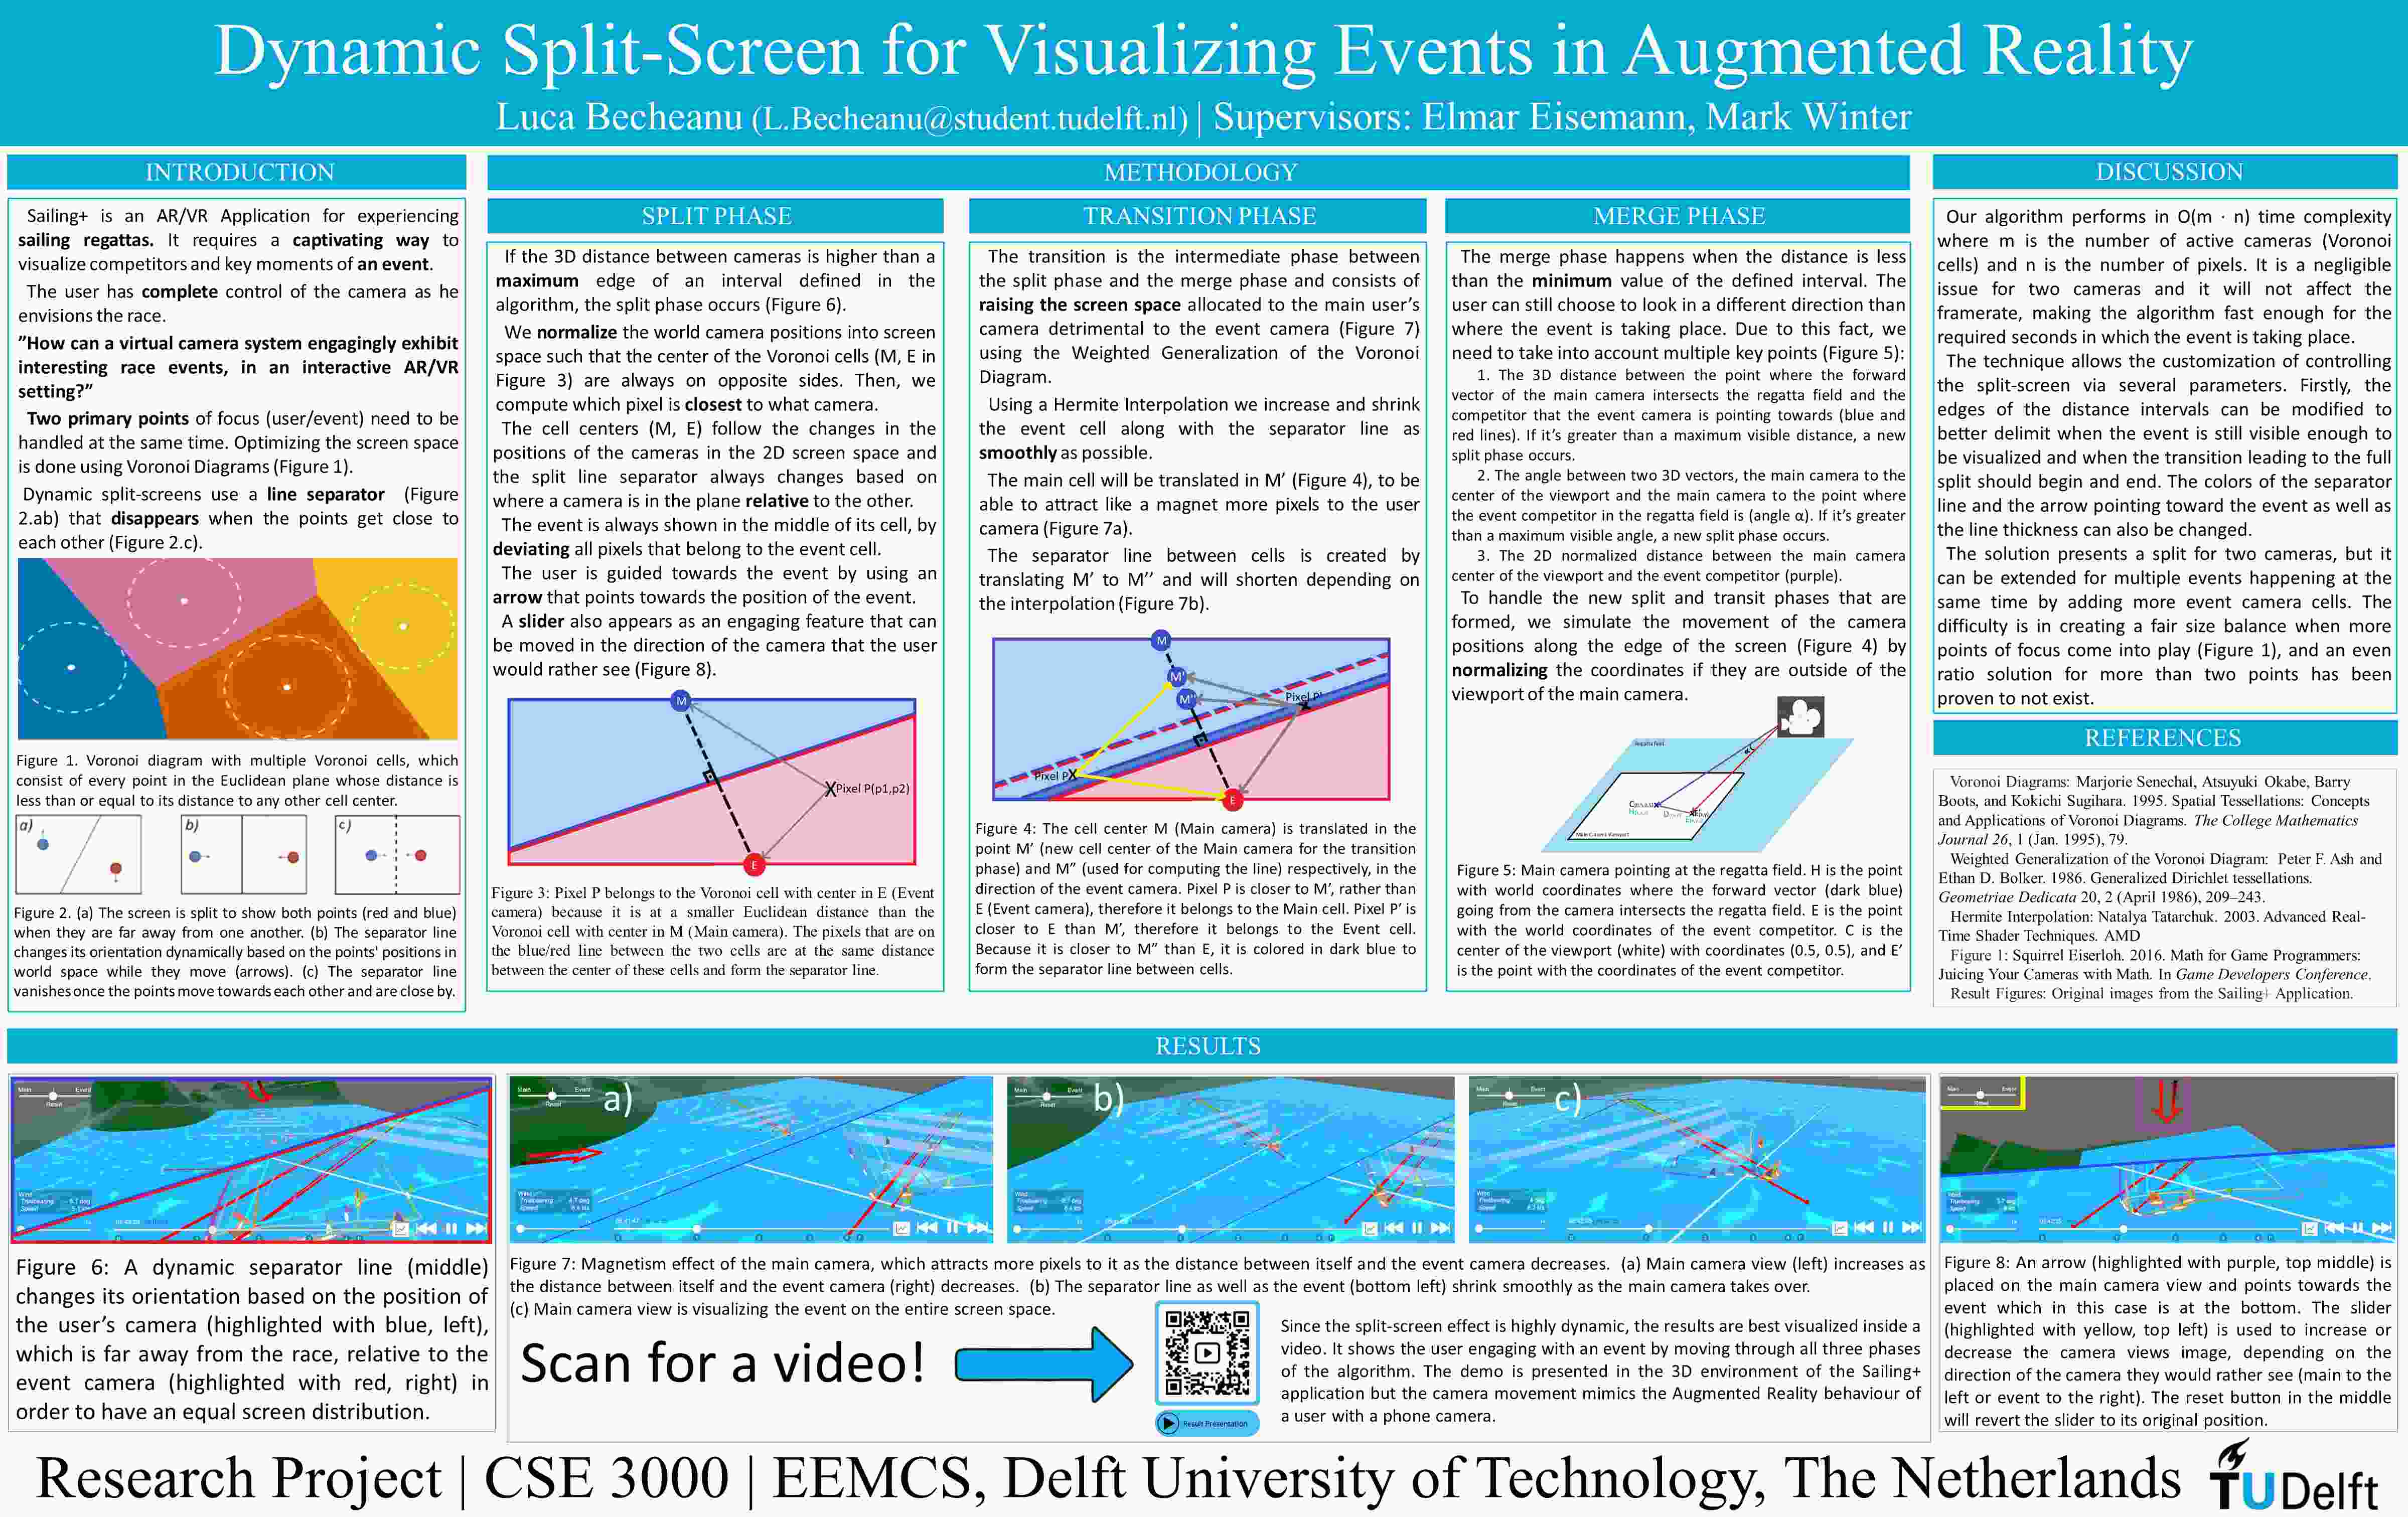 Dynamic Split-Screen for Visualizing Events in Augmented Reality
Luca Becheanu (L.Becheanu@student.tudelft.nl) | Supervisors: Elmar Eisemann, Mark Winter
INTRODUCTION
Sailing+ is an AR/VR Application for experiencing
sailing regattas. It requires a captivating way to
visualize competitors and key moments of an event.
The user has complete control of the camera as he
envisions the race.
”How can a virtual camera system engagingly exhibit
interesting race events, in an interactive AR/VR
setting?”
Two primary points of focus (user/event) need to be
handled at the same time. Optimizing the screen space
is done using Voronoi Diagrams (Figure 1).
Dynamic split-screens use a line separator (Figure
2.ab) that disappears when the points get close to
each other (Figure 2.c).
Figure 1. Voronoi diagram with multiple Voronoi cells, which
consist of every point in the Euclidean plane whose distance is
less than or equal to its distance to any other cell center.
a)
b)
c)
Figure 2. (a) The screen is split to show both points (red and blue)
when they are far away from one another. (b) The separator line
changes its orientation dynamically based on the points' positions in
world space while they move (arrows). (c) The separator line
vanishes once the points move towards each other and are close by.
METHODOLOGY
SPLIT PHASE
If the 3D distance between cameras is higher than a
maximum edge of an interval defined in the
algorithm, the split phase occurs (Figure 6).
We normalize the world camera positions into screen
space such that the center of the Voronoi cells (M, E in
Figure 3) are always on opposite sides. Then, we
compute which pixel is closest to what camera.
The cell centers (M, E) follow the changes in the
positions of the cameras in the 2D screen space and
the split line separator always changes based on
where a camera is in the plane relative to the other.
The event is always shown in the middle of its cell, by
deviating all pixels that belong to the event cell.
The user is guided towards the event by using an
arrow that points towards the position of the event.
A slider also appears as an engaging feature that can
be moved in the direction of the camera that the user
would rather see (Figure 8).
M
Pixel P(p1,p2)
E
Figure 3: Pixel P belongs to the Voronoi cell with center in E (Event
camera) because it is at a smaller Euclidean distance than the
Voronoi cell with center in M (Main camera). The pixels that are on
the blue/red line between the two cells are at the same distance
between the center of these cells and form the separator line.
TRANSITION PHASE
The transition is the intermediate phase between
the split phase and the merge phase and consists of
raising the screen space allocated to the main user’s
camera detrimental to the event camera (Figure 7)
using the Weighted Generalization of the Voronoi
Diagram.
Using a Hermite Interpolation we increase and shrink
the event cell along with the separator line as
smoothly as possible.
The main cell will be translated in M’ (Figure 4), to be
able to attract like a magnet more pixels to the user
camera (Figure 7a).
The separator line between cells is created by
translating M’ to M’’ and will shorten depending on
the interpolation (Figure 7b).
M
M'
M''
Pixel P'
Pixel P
E
Figure 4: The cell center M (Main camera) is translated in the
point M’ (new cell center of the Main camera for the transition
phase) and M” (used for computing the line) respectively, in the
direction of the event camera. Pixel P is closer to M’, rather than
E (Event camera), therefore it belongs to the Main cell. Pixel P’ is
closer to E than M’, therefore it belongs to the Event cell.
Because it is closer to M” than E, it is colored in dark blue to
form the separator line between cells.
MERGE PHASE
The merge phase happens when the distance is less
than the minimum value of the defined interval. The
user can still choose to look in a different direction than
where the event is taking place. Due to this fact, we
need to take into account multiple key points (Figure 5):
1. The 3D distance between the point where the forward
vector of the main camera intersects the regatta field and the
competitor that the event camera is pointing towards (blue and
red lines). If it’s greater than a maximum visible distance, a new
split phase occurs.
2. The angle between two 3D vectors, the main camera to the
center of the viewport and the main camera to the point where
the event competitor in the regatta field is (angle α). If it’s greater
than a maximum visible angle, a new split phase occurs.
3. The 2D normalized distance between the main camera
center of the viewport and the event competitor (purple).
To handle the new split and transit phases that are
formed, we simulate the movement of the camera
positions along the edge of the screen (Figure 4) by
normalizing the coordinates if they are outside of the
viewport of the main camera.
Regatta field
Main Camera Viewport
Figure 5: Main camera pointing at the regatta field. H is the point
with world coordinates where the forward vector (dark blue)
going from the camera intersects the regatta field. E is the point
with the world coordinates of the event competitor. C is the
center of the viewport (white) with coordinates (0.5, 0.5), and E’
is the point with the coordinates of the event competitor.
DISCUSSION
Our algorithm performs in O(m · n) time complexity
where m is the number of active cameras (Voronoi
cells) and n is the number of pixels. It is a negligible
issue for two cameras and it will not affect the
framerate, making the algorithm fast enough for the
required seconds in which the event is taking place.
The technique allows the customization of controlling
the split-screen via several parameters. Firstly, the
edges of the distance intervals can be modified to
better delimit when the event is still visible enough to
be visualized and when the transition leading to the full
split should begin and end. The colors of the separator
line and the arrow pointing toward the event as well as
the line thickness can also be changed.
The solution presents a split for two cameras, but it
can be extended for multiple events happening at the
same time by adding more event camera cells. The
difficulty is in creating a fair size balance when more
points of focus come into play (Figure 1), and an even
ratio solution for more than two points has been
proven to not exist.
REFERENCES
Voronoi Diagrams: Marjorie Senechal, Atsuyuki Okabe, Barry
Boots, and Kokichi Sugihara. 1995. Spatial Tessellations: Concepts
and Applications of Voronoi Diagrams. The College Mathematics
Journal 26, 1 (Jan. 1995), 79.
Weighted Generalization of the Voronoi Diagram: Peter F. Ash and
Ethan D. Bolker. 1986. Generalized Dirichlet tessellations.
Geometriae Dedicata 20, 2 (April 1986), 209–243.
Hermite Interpolation: Natalya Tatarchuk. 2003. Advanced Real-
Time Shader Techniques. AMD
Figure 1: Squirrel Eiserloh. 2016. Math for Game Programmers:
Juicing Your Cameras with Math. In Game Developers Conference.
Result Figures: Original images from the Sailing+ Application.
RESULTS
Main Event
Reset
Wind
Truebearing
Speed
Figure 6: A dynamic separator line (middle)
changes its orientation based on the position of
the user’s camera (highlighted with blue, left),
which is far away from the race, relative to the
event camera (highlighted with red, right) in
order to have an equal screen distribution.
Main Event
Reset
a)
Wind
Truebearing
Speed
Main Event
Reset
b)
Wind
Truebearing
Speed
Main Event
Reset
c)
Wind
Truebearing
Speed
Figure 7: Magnetism effect of the main camera, which attracts more pixels to it as the distance between itself and the event camera decreases. (a) Main camera view (left) increases as
the distance between itself and the event camera (right) decreases. (b) The separator line as well as the event (bottom left) shrink smoothly as the main camera takes over.
(c) Main camera view is visualizing the event on the entire screen space.
Scan for a video!
Result Presentation
Since the split-screen effect is highly dynamic, the results are best visualized inside a
video. It shows the user engaging with an event by moving through all three phases
of the algorithm. The demo is presented in the 3D environment of the Sailing+
application but the camera movement mimics the Augmented Reality behaviour of
a user with a phone camera.
Main Event
Reset
Wind
Truebearing
Speed
Figure 8: An arrow (highlighted with purple, top middle) is
placed on the main camera view and points towards the
event which in this case is at the bottom. The slider
(highlighted with yellow, top left) is used to increase or
decrease the camera views image, depending on the
direction of the camera they would rather see (main to the
left or event to the right). The reset button in the middle
will revert the slider to its original position.
Research Project | CSE 3000 | EEMCS, Delft University of Technology, The Netherlands
TUDelft